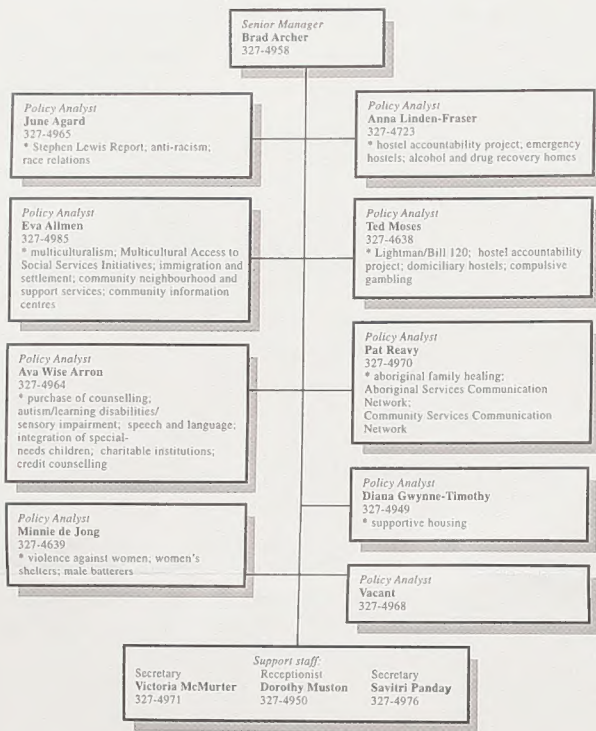 Senior Manager
Brad Archer
327-4958
Policy Analyst
June Agard
327-4965
* Stephen Lewis Report; anti-racism;
race relations
Policy Analyst
Anna Linden-Fraser
327-4723
* hostel accountability project, emergency
hostels; alcohol and drug recovery homes
Policy Analyst
Eva Allmen
327-4985
* multiculturalism; Multicultural Access to
Social Services Initiatives; immigration and
settlement; community neighbourhood and
support services; community information
centres
Policy Analyst
Ted Moses
327-4638
* Lightman/Bill 120; hostel accountability
project; domiciliary hostels; compulsive
gambling
Policy Analyst
Ava Wise Arron
327-4964
* purchase of counselling;
autism/learning disabilities/
sensory impairment; speech and language;
integration of special-
needs children; charitable institutions;
credit counselling
Policy Analyst
Pat Reavy
327-4970
* aboriginal family healing;
Aboriginal Services Communication
Network;
Community Services Communication
Network
Policy Analyst
Diana Gwynne-Timothy
327-4949
* supportive housing
Policy Analyst
Minnie de Jong
327-4639
* violence against women; women's
shelters; male batterers
Policy Analyst
Vacant
327-4968
Support staff:
Secretary
Victoria McMurter
327-4971
Receptionist
Dorothy Muston
327-4950
Secretary
Savitri Panday
327-4976